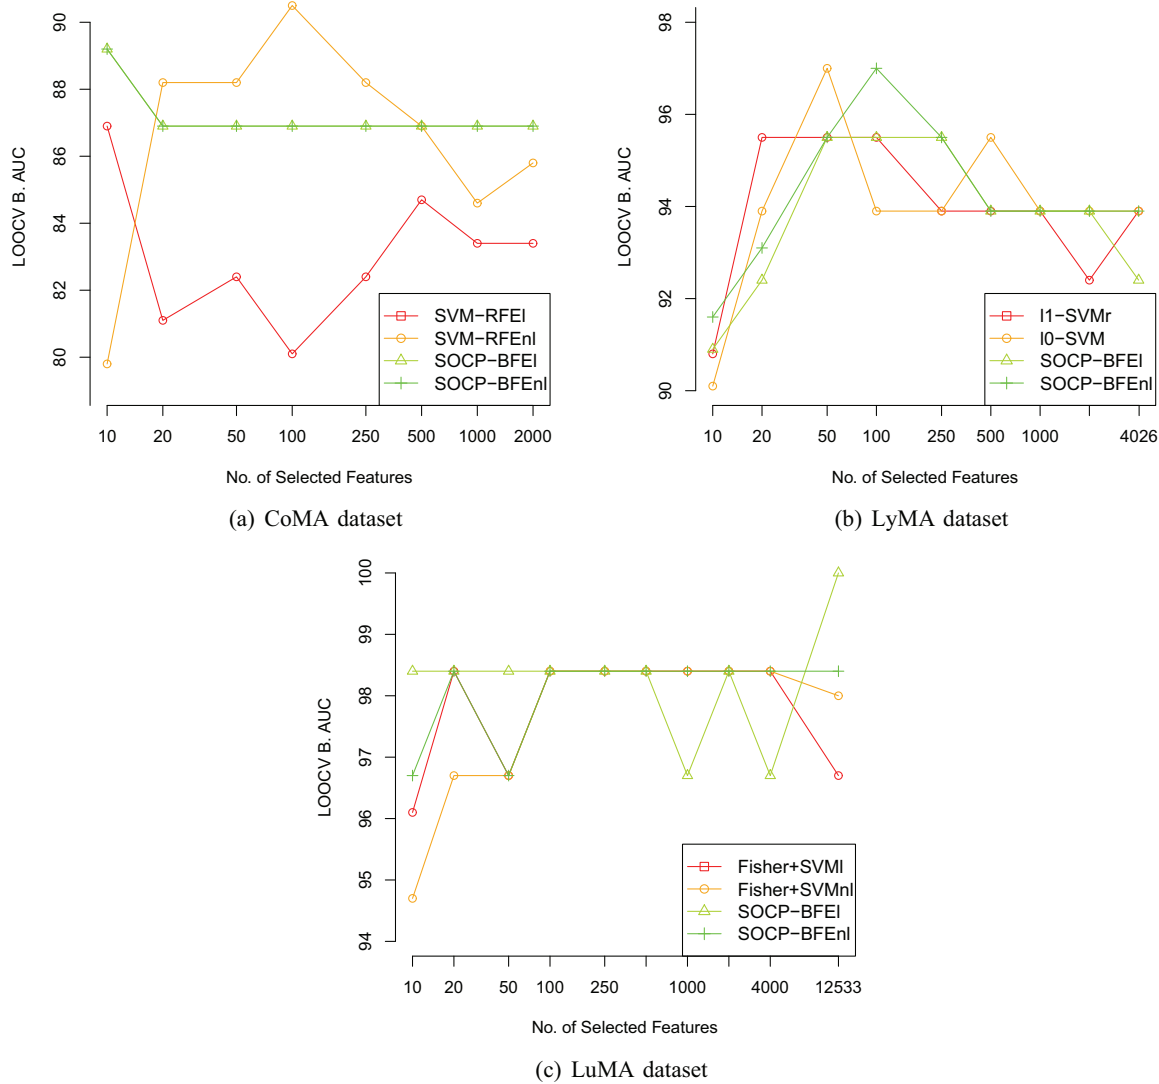 90
88
86
84
82
80
LOOCV B. AUC
10 20 50 100 250 500 1000 2000
No. of Selected Features
SVM−RFEl
SVM−RFEnl
SOCP−BFEl
SOCP−BFEnl
(a) CoMA dataset
98
96
94
92
90
LOOCV B. AUC
10 20 50 100 250 500 1000 4026
No. of Selected Features
l1−SVMr
l0−SVM
SOCP−BFEl
SOCP−BFEnl
(b) LyMA dataset
100
99
98
97
96
95
94
LOOCV B. AUC
10 20 50 100 250 1000 4000 12533
No. of Selected Features
Fisher+SVMl
Fisher+SVMnl
SOCP−BFEl
SOCP−BFEnl
(c) LuMA dataset